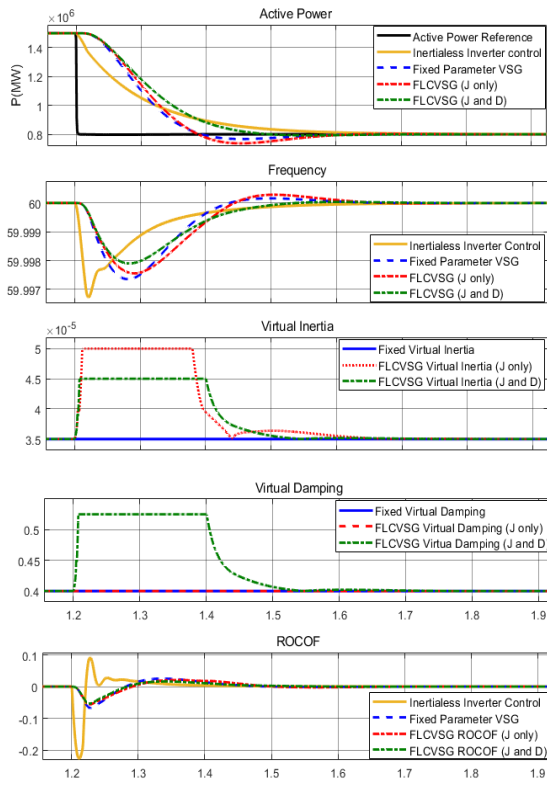 Active Power
×10⁶
P(MW)
1.4
1.2
1
0.8
Active Power Reference
Inertialess Inverter control
Fixed Parameter VSG
FLCVSG (J only)
FLCVSG (J and D)
Frequency
60
59.999
59.998
59.997
Inertialess Inverter Control
Fixed Parameter VSG
FLCVSG (J only)
FLCVSG (J and D)
Virtual Inertia
×10⁻⁵
5
4.5
4
3.5
Fixed Virtual Inertia
FLCVSG Virtual Inertia (J only)
FLCVSG Virtual Inertia (J and D)
Virtual Damping
0.5
0.45
0.4
Fixed Virtual Damping
FLCVSG Virtual Damping (J only)
FLCVSG Virtua Damping (J and D)
1.2 1.3 1.4 1.5 1.6 1.7 1.8 1.9
ROCOF
0.1
0
-0.1
-0.2
Inertialess Inverter Control
Fixed Parameter VSG
FLCVSG ROCOF (J only)
FLCVSG ROCOF (J and D)
1.2 1.3 1.4 1.5 1.6 1.7 1.8 1.9